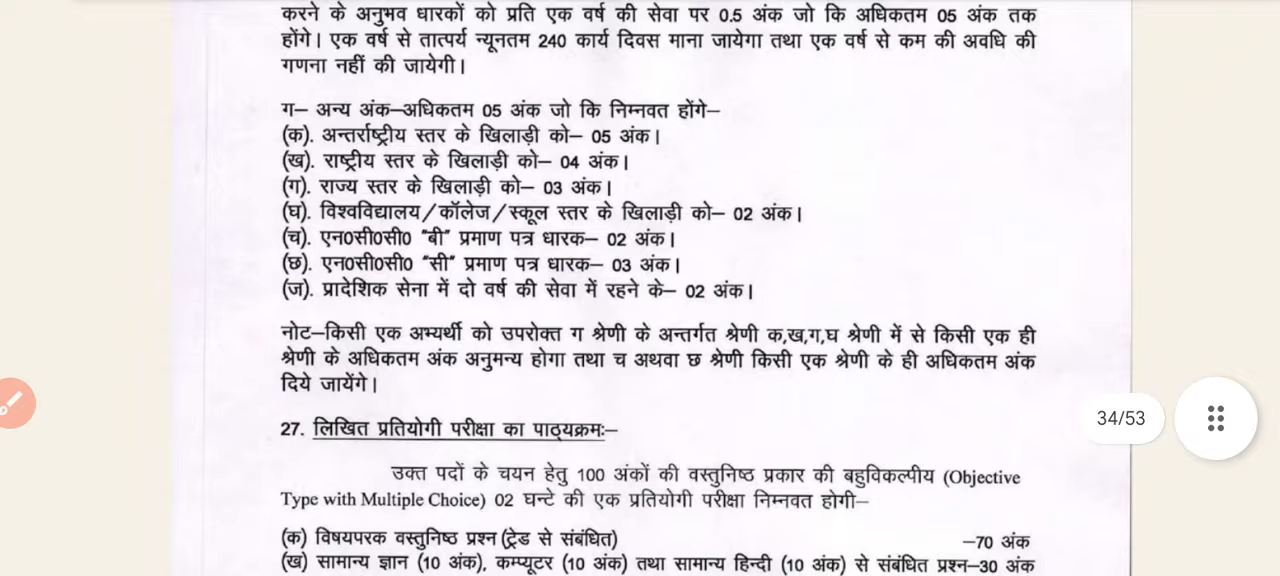 करने के अनुभव धारकों को प्रति एक वर्ष की सेवा पर 0.5 अंक जो कि अधिकतम 05 अंक तक
होंगे। एक वर्ष से तात्पर्य न्यूनतम 240 कार्य दिवस माना जायेगा तथा एक वर्ष से कम की अवधि की
गणना नहीं की जायेगी।
ग– अन्य अंक–अधिकतम 05 अंक जो कि निम्नवत होंगे–
(क). अन्तर्राष्ट्रीय स्तर के खिलाड़ी को– 05 अंक।
(ख). राष्ट्रीय स्तर के खिलाड़ी को– 04 अंक।
(ग). राज्य स्तर के खिलाड़ी को– 03 अंक।
(घ). विश्वविद्यालय/कॉलेज/स्कूल स्तर के खिलाड़ी को– 02 अंक।
(च). एन0सी0सी0 "बी" प्रमाण पत्र धारक– 02 अंक।
(छ). एन0सी0सी0 "सी" प्रमाण पत्र धारक– 03 अंक।
(ज). प्रादेशिक सेना में दो वर्ष की सेवा में रहने के– 02 अंक।
नोट–किसी एक अभ्यर्थी को उपरोक्त ग श्रेणी के अन्तर्गत श्रेणी क,ख,ग,घ श्रेणी में से किसी एक ही
श्रेणी के अधिकतम अंक अनुमन्य होगा तथा च अथवा छ श्रेणी किसी एक श्रेणी के ही अधिकतम अंक
दिये जायेंगे।
34/53
27. लिखित प्रतियोगी परीक्षा का पाठ्यक्रमः–
उक्त पदों के चयन हेतु 100 अंकों की वस्तुनिष्ठ प्रकार की बहुविकल्पीय (Objective
Type with Multiple Choice) 02 घन्टे की एक प्रतियोगी परीक्षा निम्नवत होगी–
(क) विषयपरक वस्तुनिष्ठ प्रश्न (ट्रेड से संबंधित) –70 अंक
(ख) सामान्य ज्ञान (10 अंक), कम्प्यूटर (10 अंक) तथा सामान्य हिन्दी (10 अंक) से संबंधित प्रश्न–30 अंक